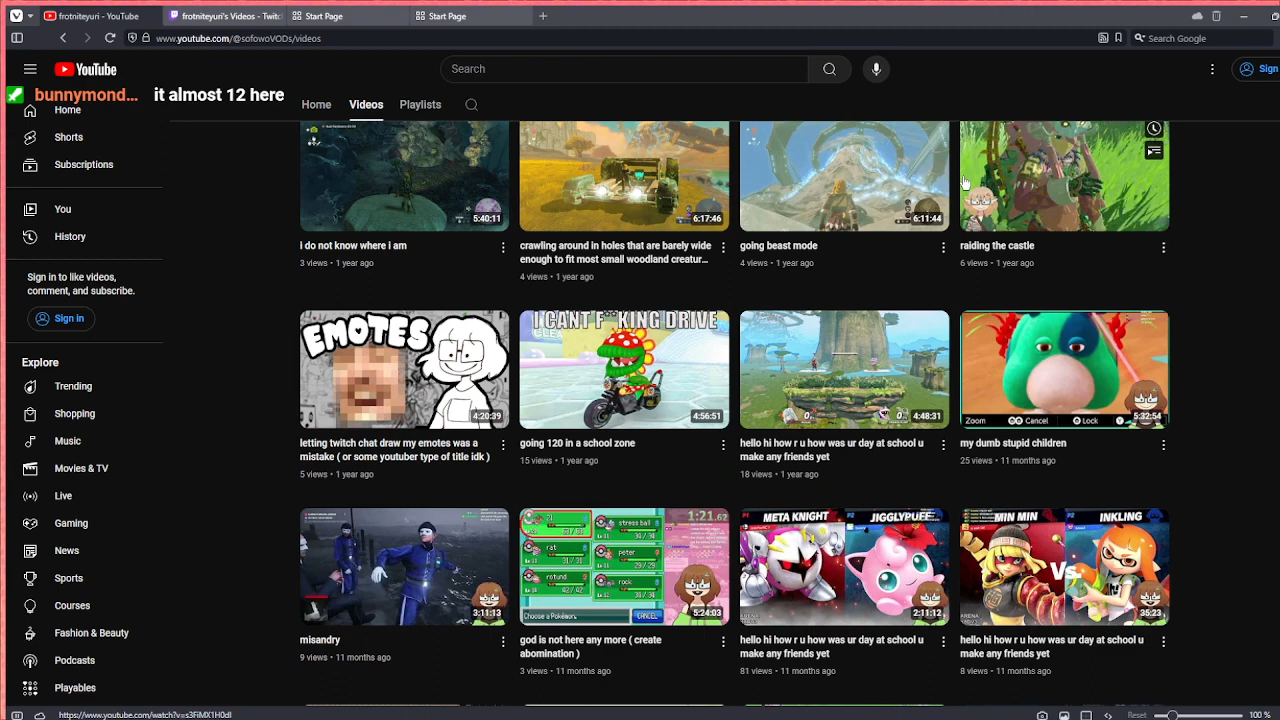 frotniteyuri - YouTube
frotniteyuri's Videos - Twitc
Start Page
Start Page
www.youtube.com/@sofowoVODs/videos
Search Google
YouTube
Search
Sign
bunnymond... it almost 12 here
Home
Videos
Playlists
Home
Shorts
Subscriptions
You
History
Sign in to like videos,
comment, and subscribe.
Sign in
Explore
Trending
Shopping
Music
Movies & TV
Live
Gaming
News
Sports
Courses
Fashion & Beauty
Podcasts
Playables
5:40:11
6:17:46
6:11:44
i do not know where i am
3 views • 1 year ago
crawling around in holes that are barely wide
enough to fit most small woodland creatur...
4 views • 1 year ago
going beast mode
4 views • 1 year ago
raiding the castle
6 views • 1 year ago
EMOTES
4:20:39
I CANT F**KING DRIVE
4:56:51
4:48:31
Zoom
Cancel
Lock
5:32:54
letting twitch chat draw my emotes was a
mistake ( or some youtuber type of title idk )
5 views • 1 year ago
going 120 in a school zone
15 views • 1 year ago
hello hi how r u how was ur day at school u
make any friends yet
18 views • 1 year ago
my dumb stupid children
25 views • 11 months ago
3:11:13
stress ball
rat
peter
rotund
rock
Choose a Pokémon.
CANCEL
1:21.62
5:24:03
P1
META KNIGHT
P2
JIGGLYPUFF
2:11:12
MIN MIN
P2
INKLING
Vs.
35:23
misandry
9 views • 11 months ago
god is not here any more ( create
abomination )
3 views • 11 months ago
hello hi how r u how was ur day at school u
make any friends yet
81 views • 11 months ago
hello hi how r u how was ur day at school u
make any friends yet
8 views • 11 months ago
https://www.youtube.com/watch?v=s3FiMX1H0dI
Reset
100 %